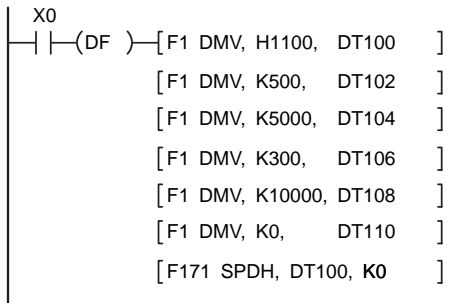 X0
(DF ) [F1 DMV, H1100, DT100 ]
[F1 DMV, K500, DT102 ]
[F1 DMV, K5000, DT104 ]
[F1 DMV, K300, DT106 ]
[F1 DMV, K10000, DT108 ]
[F1 DMV, K0, DT110 ]
[F171 SPDH, DT100, K0 ]